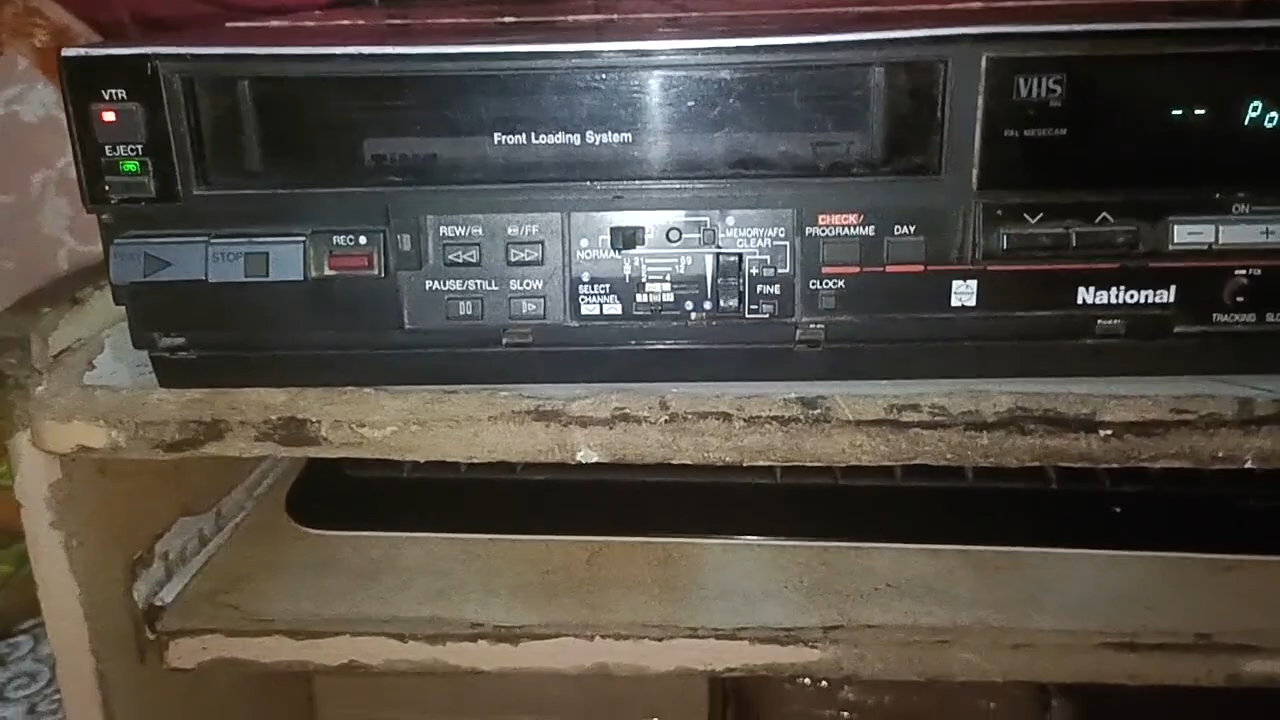 VTR
EJECT
Front Loading System
VHS
PAL MESECAM
-- Po
STOP
REC
REW/
/FF
PAUSE/STILL
SLOW
NORMAL
MEMORY/AFC
CLEAR
SELECT
CHANNEL
FINE
+
-
CHECK/
PROGRAMME
DAY
CLOCK
ON
- +
National
TRACKING